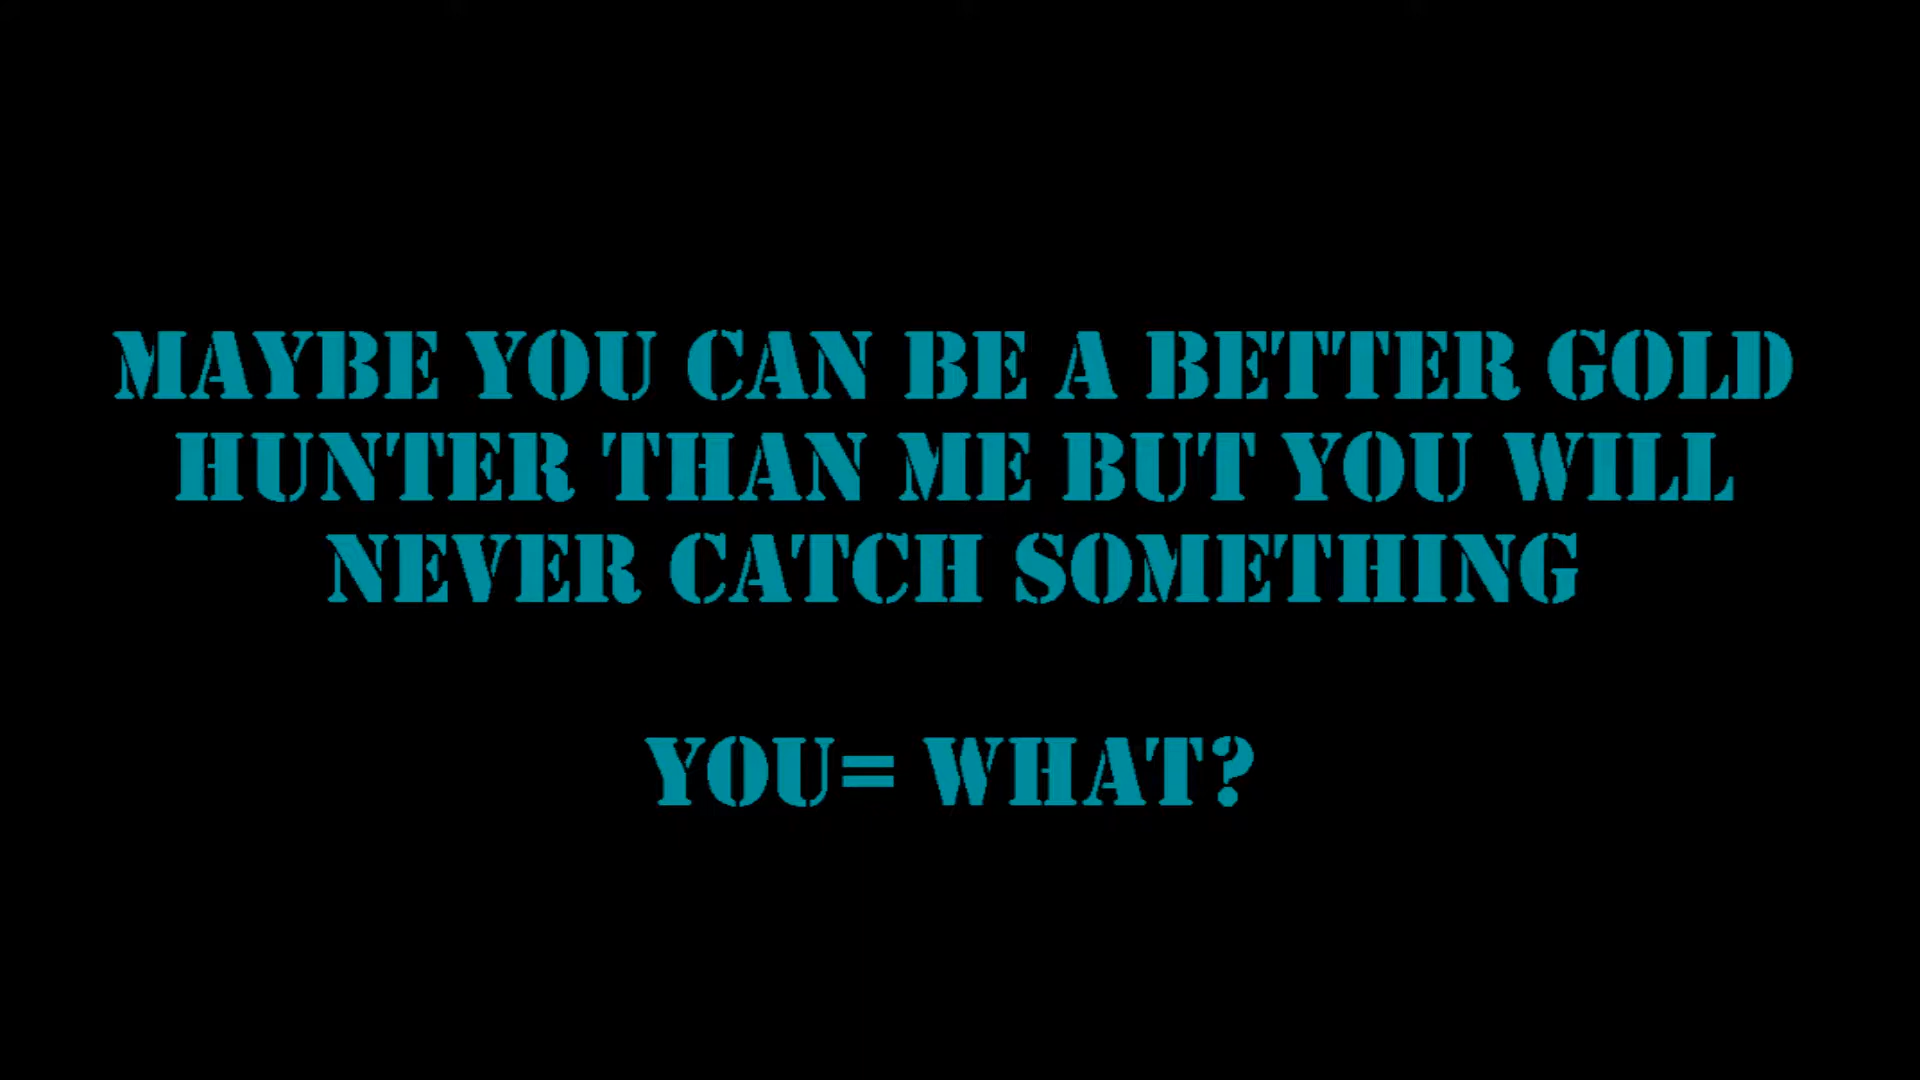 MAYBE YOU CAN BE A BETTER GOLD
HUNTER THAN ME BUT YOU WILL
NEVER CATCH SOMETHING
YOU= WHAT?